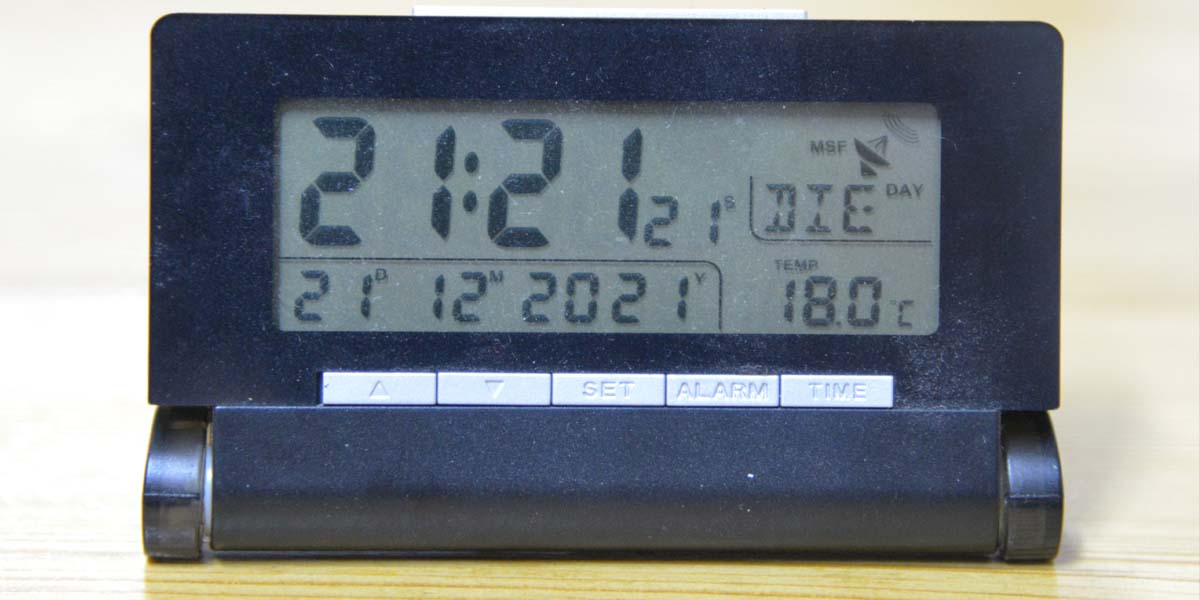 MSF
21:21 21 S
DIE DAY
21 D 12 M 2021 Y
TEMP
18.0 °C
SET ALARM TIME